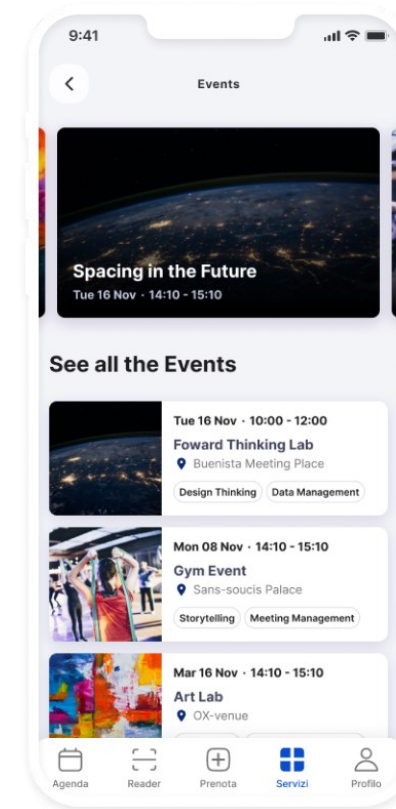 9:41
Events
Spacing in the Future
Tue 16 Nov · 14:10 - 15:10
See all the Events
Tue 16 Nov · 10:00 - 12:00
Foward Thinking Lab
Buenista Meeting Place
Design Thinking Data Management
Mon 08 Nov · 14:10 - 15:10
Gym Event
Sans-soucis Palace
Storytelling Meeting Management
Mar 16 Nov · 14:10 - 15:10
Art Lab
OX-venue
Agenda Reader Prenota Servizi Profilo